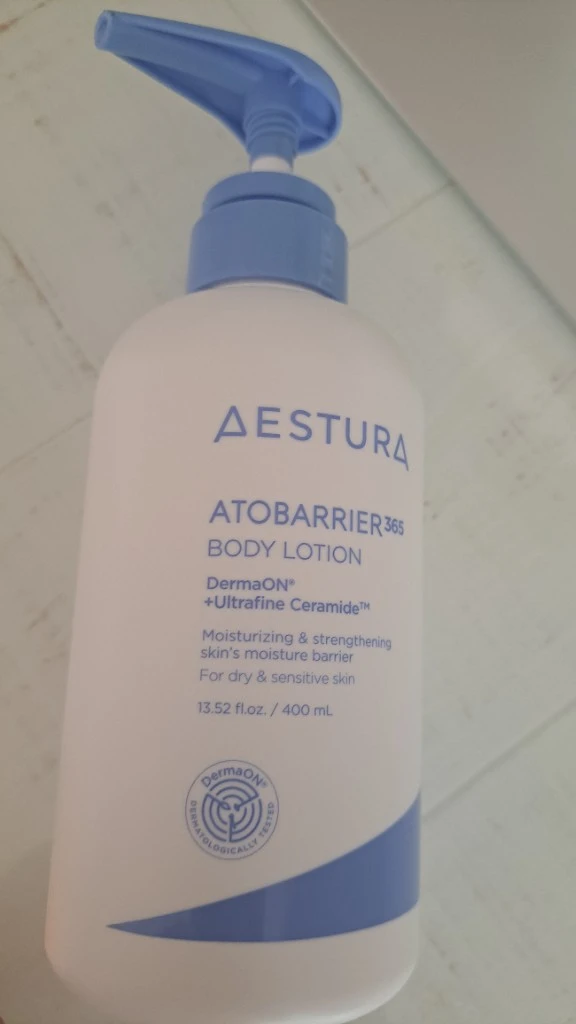 AESTURA
ATOBARRIER365
BODY LOTION
DermaON®
+Ultrafine Ceramide™
Moisturizing & strengthening
skin's moisture barrier
For dry & sensitive skin
13.52 fl.oz. / 400 mL
DermaON®
DERMATOLOGICALLY TESTED